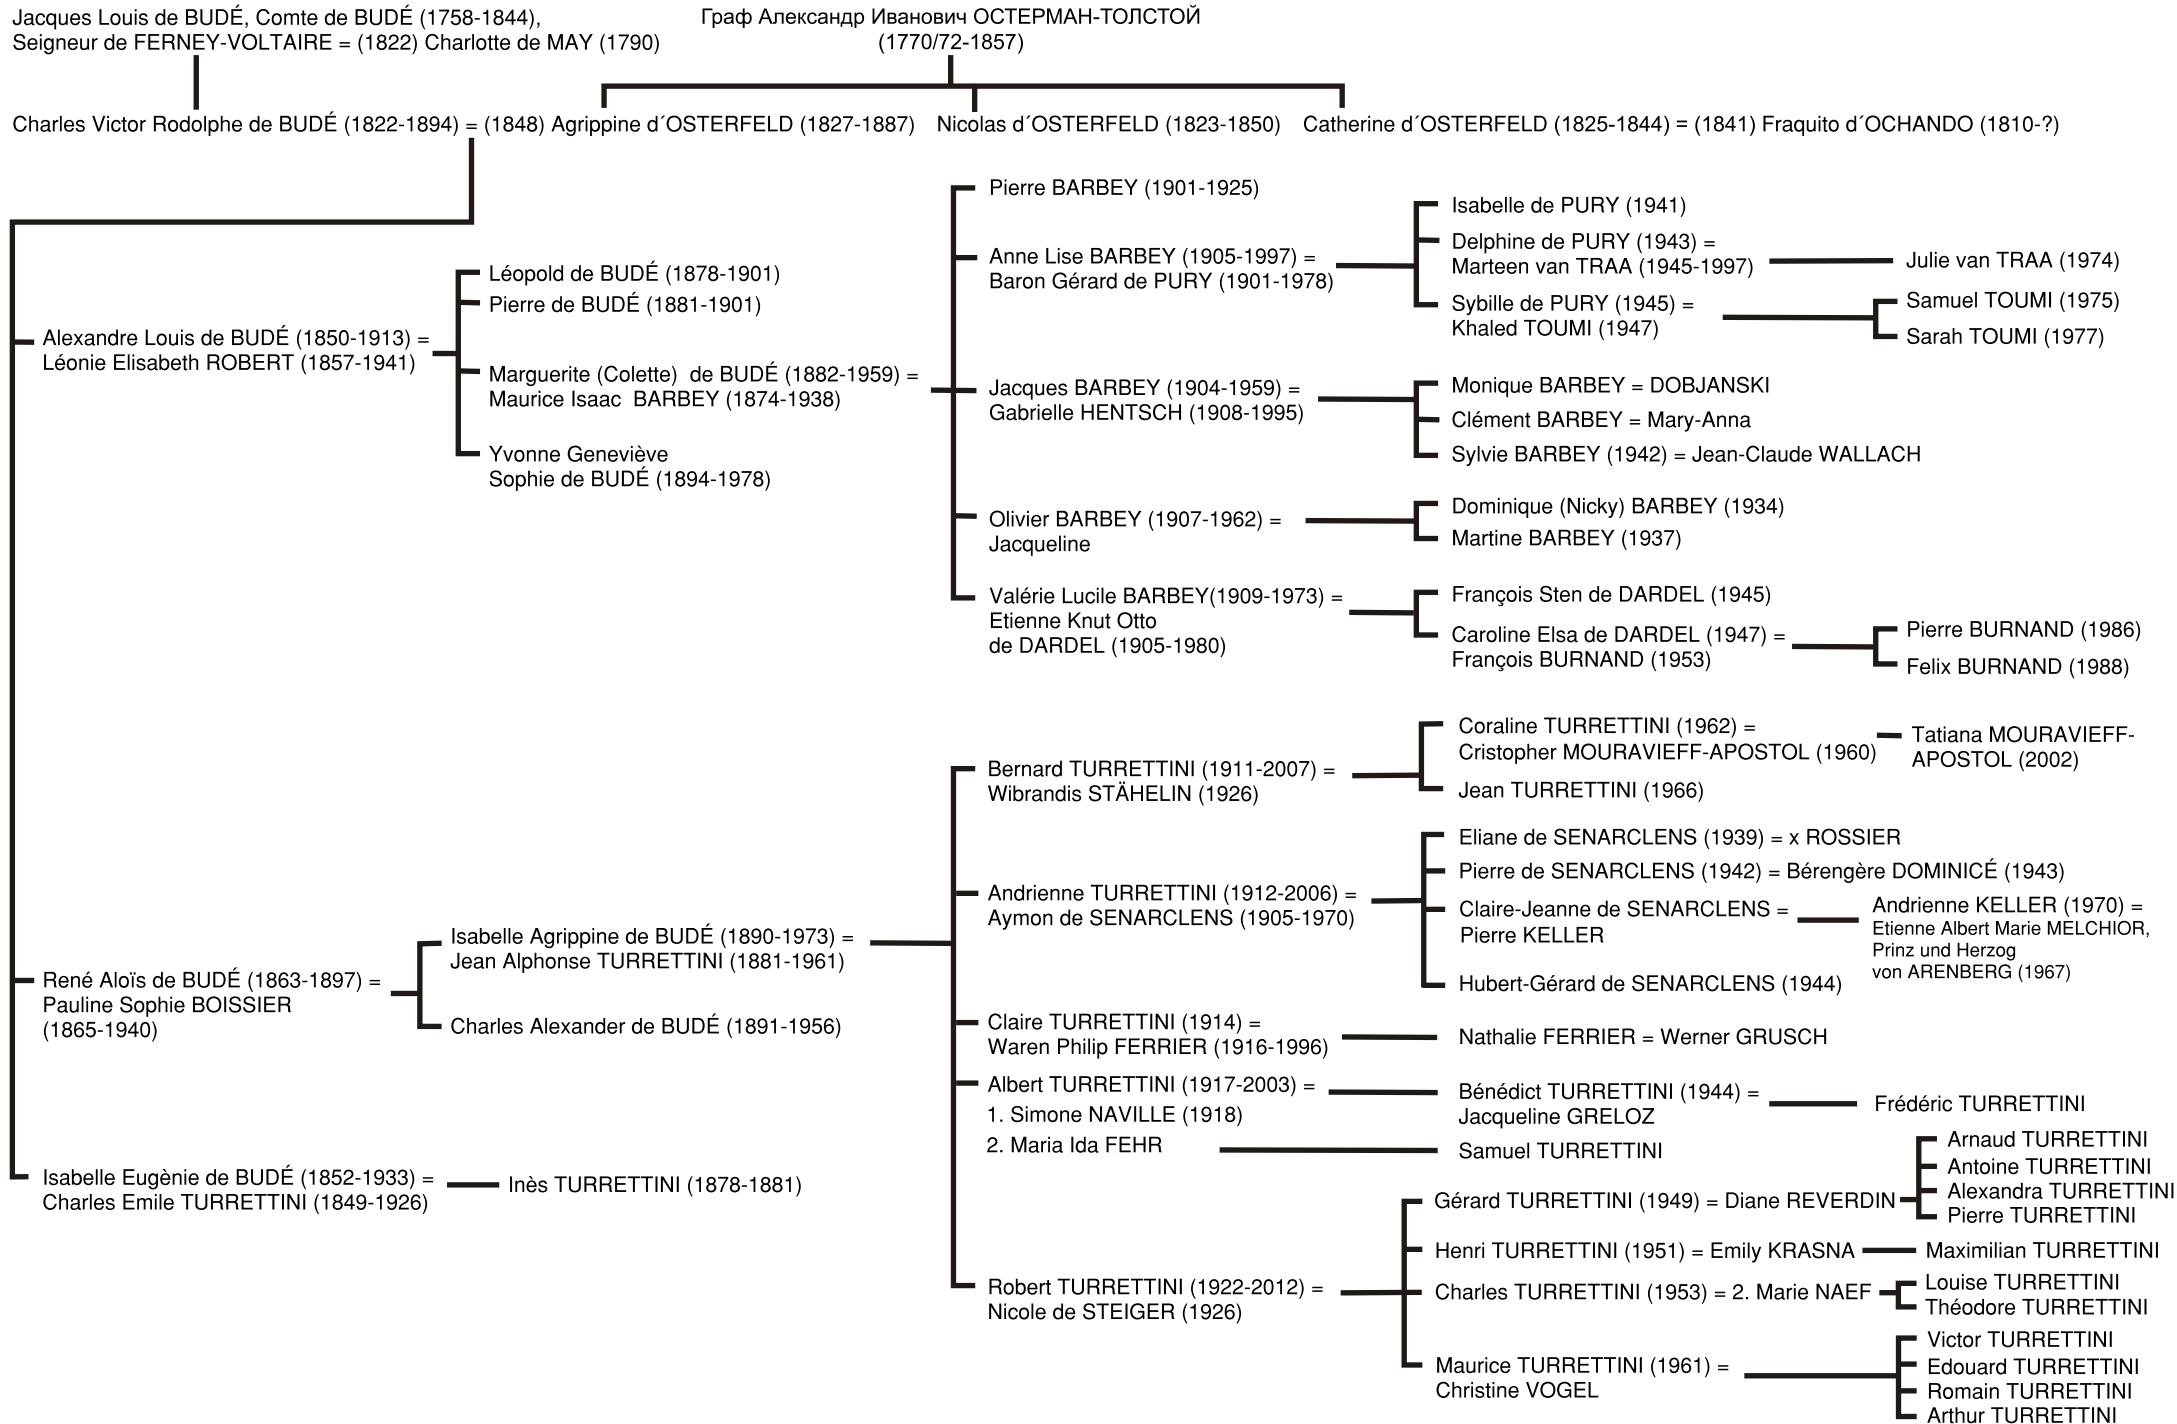 Jacques Louis de BUDÉ, Comte de BUDÉ (1758-1844),
Seigneur de FERNEY-VOLTAIRE = (1822) Charlotte de MAY (1790)
Граф Александр Иванович ОСТЕРМАН-ТОЛСТОЙ
(1770/72-1857)
Charles Victor Rodolphe de BUDÉ (1822-1894) = (1848) Agrippine d´OSTERFELD (1827-1887)
Nicolas d´OSTERFELD (1823-1850)
Catherine d´OSTERFELD (1825-1844) = (1841) Fraquito d´OCHANDO (1810-?)
Alexandre Louis de BUDÉ (1850-1913) =
Léonie Elisabeth ROBERT (1857-1941)
Léopold de BUDÉ (1878-1901)
Pierre de BUDÉ (1881-1901)
Marguerite (Colette) de BUDÉ (1882-1959) =
Maurice Isaac BARBEY (1874-1938)
Yvonne Geneviève
Sophie de BUDÉ (1894-1978)
Pierre BARBEY (1901-1925)
Anne Lise BARBEY (1905-1997) =
Baron Gérard de PURY (1901-1978)
Isabelle de PURY (1941)
Delphine de PURY (1943) =
Marteen van TRAA (1945-1997)
Julie van TRAA (1974)
Sybille de PURY (1945) =
Khaled TOUMI (1947)
Samuel TOUMI (1975)
Sarah TOUMI (1977)
Jacques BARBEY (1904-1959) =
Gabrielle HENTSCH (1908-1995)
Monique BARBEY = DOBJANSKI
Clément BARBEY = Mary-Anna
Sylvie BARBEY (1942) = Jean-Claude WALLACH
Olivier BARBEY (1907-1962) =
Jacqueline
Dominique (Nicky) BARBEY (1934)
Martine BARBEY (1937)
Valérie Lucile BARBEY(1909-1973) =
Etienne Knut Otto
de DARDEL (1905-1980)
François Sten de DARDEL (1945)
Caroline Elsa de DARDEL (1947) =
François BURNAND (1953)
Pierre BURNAND (1986)
Felix BURNAND (1988)
René Aloïs de BUDÉ (1863-1897) =
Pauline Sophie BOISSIER
(1865-1940)
Isabelle Agrippine de BUDÉ (1890-1973) =
Jean Alphonse TURRETTINI (1881-1961)
Charles Alexander de BUDÉ (1891-1956)
Bernard TURRETTINI (1911-2007) =
Wibrandis STÄHELIN (1926)
Coraline TURRETTINI (1962) =
Cristopher MOURAVIEFF-APOSTOL (1960)
Tatiana MOURAVIEFF-
APOSTOL (2002)
Jean TURRETTINI (1966)
Andrienne TURRETTINI (1912-2006) =
Aymon de SENARCLENS (1905-1970)
Eliane de SENARCLENS (1939) = x ROSSIER
Pierre de SENARCLENS (1942) = Bérengère DOMINICÉ (1943)
Claire-Jeanne de SENARCLENS =
Pierre KELLER
Andrienne KELLER (1970) =
Etienne Albert Marie MELCHIOR,
Prinz und Herzog
von ARENBERG (1967)
Hubert-Gérard de SENARCLENS (1944)
Claire TURRETTINI (1914) =
Waren Philip FERRIER (1916-1996)
Nathalie FERRIER = Werner GRUSCH
Albert TURRETTINI (1917-2003) =
1. Simone NAVILLE (1918)
2. Maria Ida FEHR
Bénédict TURRETTINI (1944) =
Jacqueline GRELOZ
Frédéric TURRETTINI
Samuel TURRETTINI
Isabelle Eugènie de BUDÉ (1852-1933) =
Charles Emile TURRETTINI (1849-1926)
Inès TURRETTINI (1878-1881)
Robert TURRETTINI (1922-2012) =
Nicole de STEIGER (1926)
Gérard TURRETTINI (1949) = Diane REVERDIN
Arnaud TURRETTINI
Antoine TURRETTINI
Alexandra TURRETTINI
Pierre TURRETTINI
Henri TURRETTINI (1951) = Emily KRASNA
Maximilian TURRETTINI
Charles TURRETTINI (1953) = 2. Marie NAEF
Louise TURRETTINI
Théodore TURRETTINI
Maurice TURRETTINI (1961) =
Christine VOGEL
Victor TURRETTINI
Edouard TURRETTINI
Romain TURRETTINI
Arthur TURRETTINI